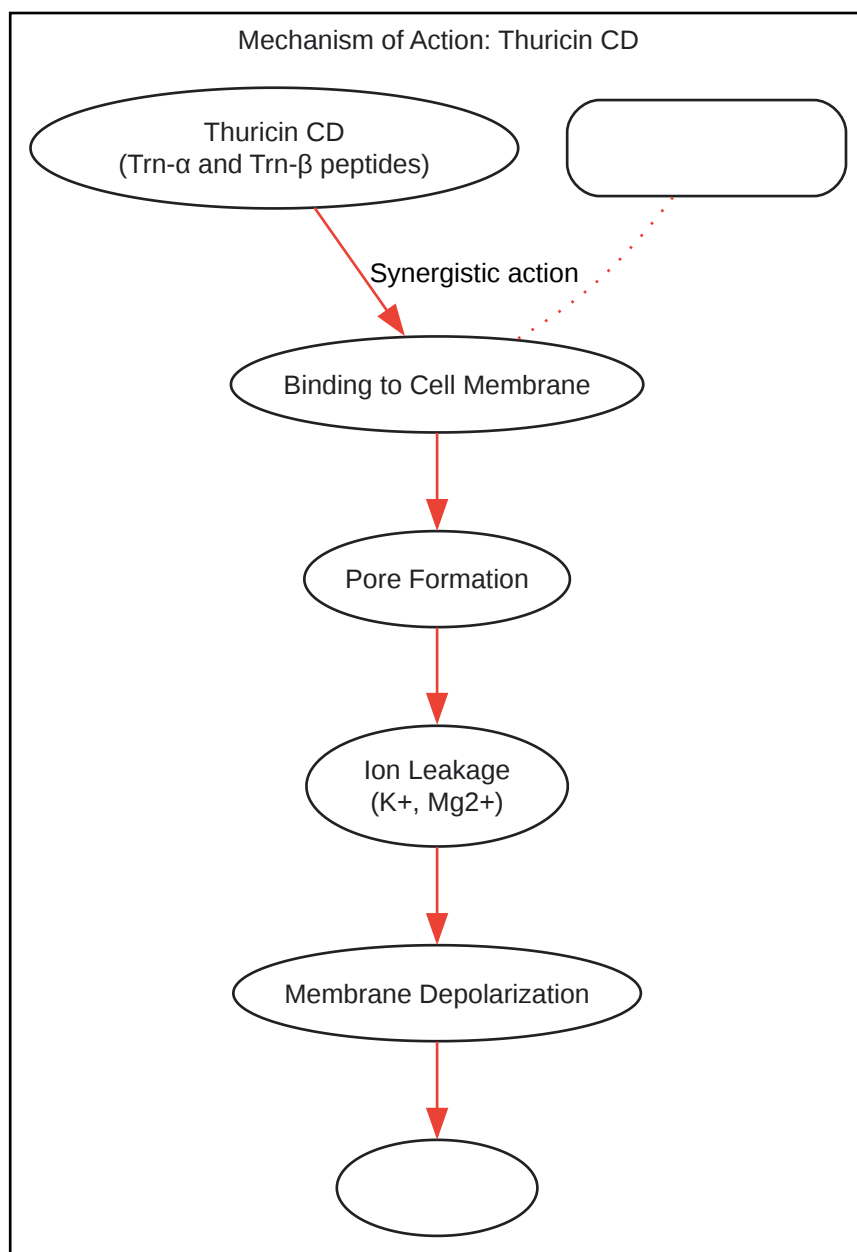 Mechanism of Action: Thuricin CD
Thuricin CD
(Trn-α and Trn-β peptides)
Synergistic action
Binding to Cell Membrane
Pore Formation
Ion Leakage
(K+, Mg2+)
Membrane Depolarization